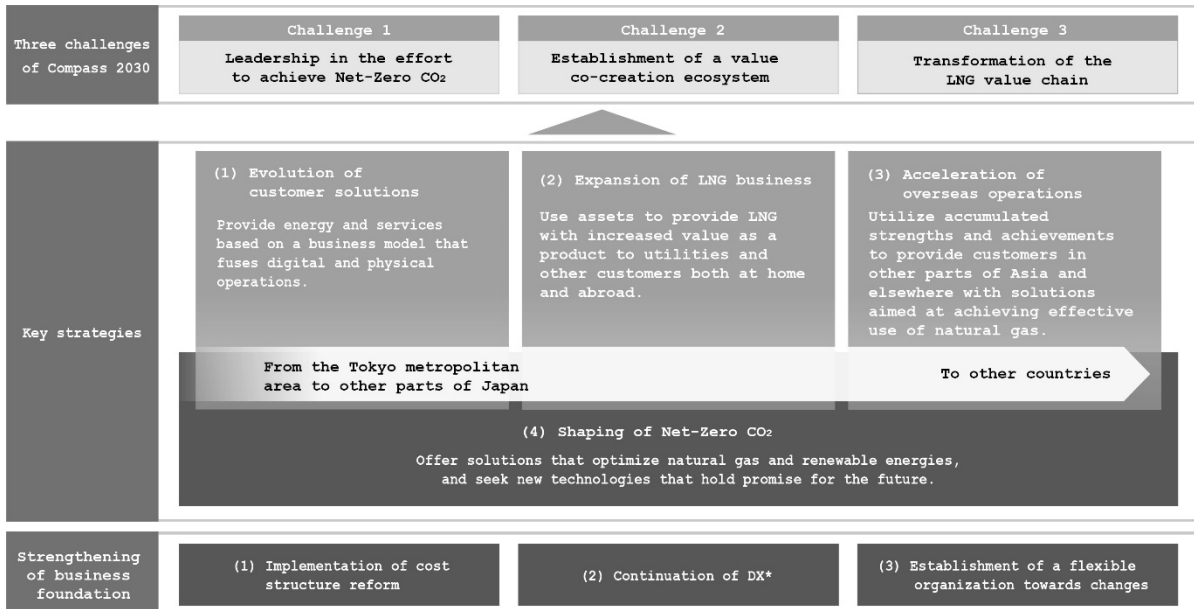 Three challenges
of Compass 2030
Challenge 1
Leadership in the effort
to achieve Net-Zero CO₂
Challenge 2
Establishment of a value
co-creation ecosystem
Challenge 3
Transformation of the
LNG value chain
Key strategies
(1) Evolution of
customer solutions
Provide energy and services
based on a business model that
fuses digital and physical
operations.
(2) Expansion of LNG business
Use assets to provide LNG
with increased value as a
product to utilities and
other customers both at home
and abroad.
(3) Acceleration of
overseas operations
Utilize accumulated
strengths and achievements
to provide customers in
other parts of Asia and
elsewhere with solutions
aimed at achieving effective
use of natural gas.
From the Tokyo metropolitan
area to other parts of Japan
To other countries
(4) Shaping of Net-Zero CO₂
Offer solutions that optimize natural gas and renewable energies,
and seek new technologies that hold promise for the future.
Strengthening
of business
foundation
(1) Implementation of cost
structure reform
(2) Continuation of DX*
(3) Establishment of a flexible
organization towards changes